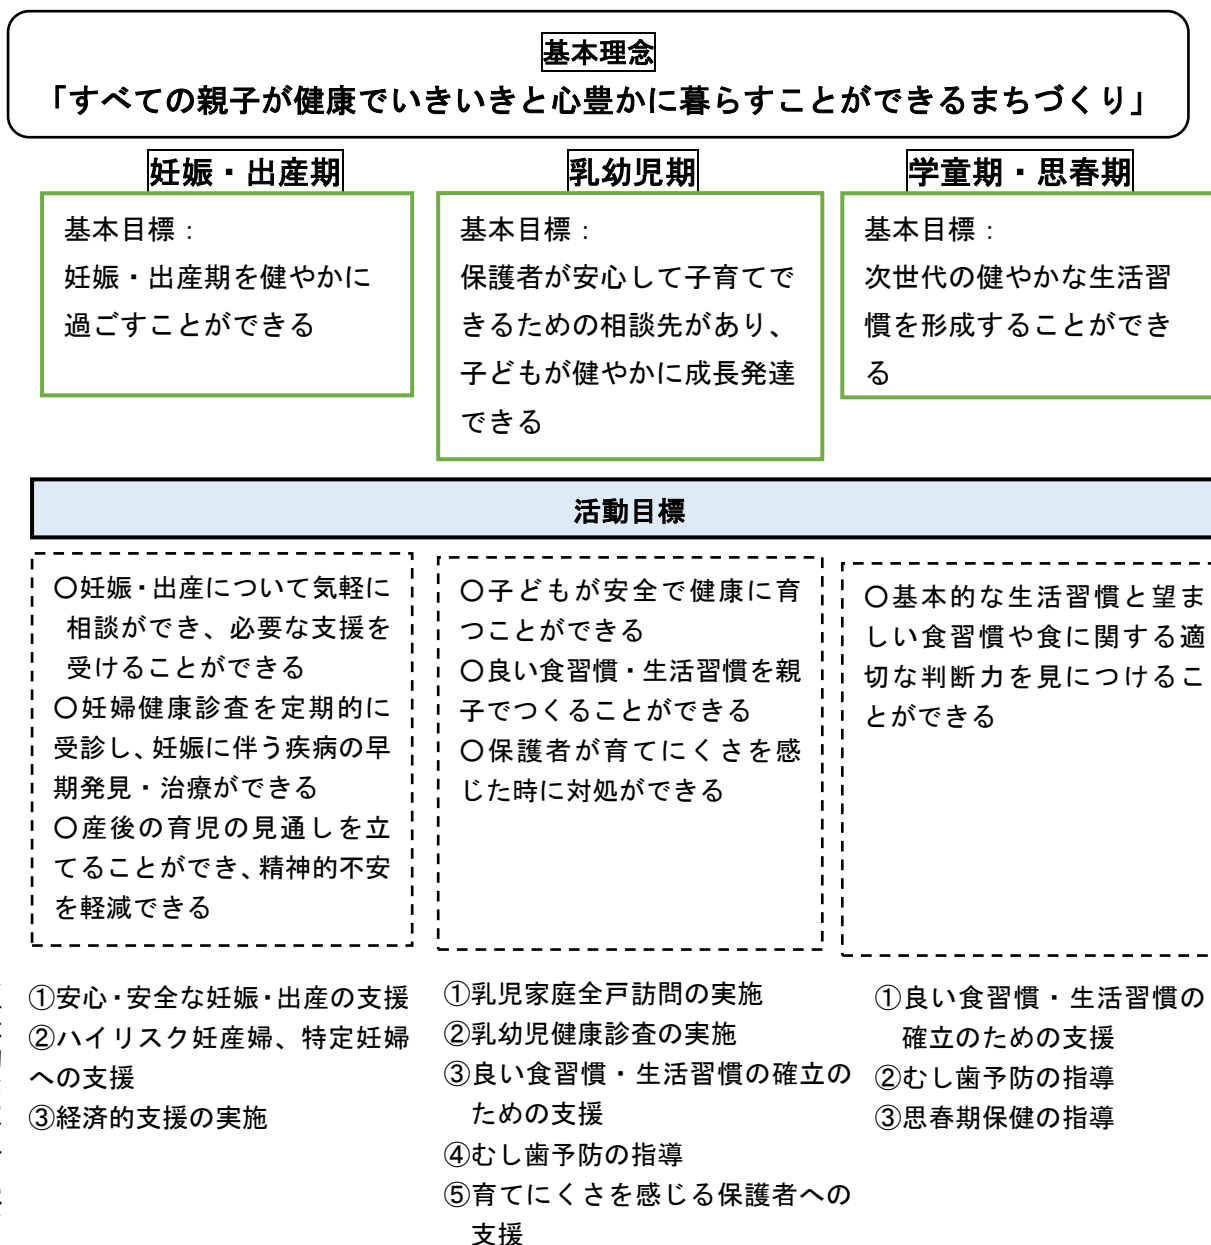 基本理念
「すべての親子が健康でいきいきと心豊かに暮らすことができるまちづくり」
妊娠・出産期
基本目標：
妊娠・出産期を健やかに
過ごすことができる
乳幼児期
基本目標：
保護者が安心して子育てで
きるための相談先があり、
子どもが健やかに成長発達
できる
学童期・思春期
基本目標：
次世代の健やかな生活習
慣を形成することができ
る
活動目標
〇妊娠・出産について気軽に
相談ができ、必要な支援を
受けることができる
〇妊婦健康診査を定期的に
受診し、妊娠に伴う疾病の早
期発見・治療ができる
〇産後の育児の見通しを立
てることができ、精神的不安
を軽減できる
〇子どもが安全で健康に育
つことができる
〇良い食習慣・生活習慣を親
子でつくることができる
〇保護者が育てにくさを感
じた時に対処ができる
〇基本的な生活習慣と望ま
しい食習慣や食に関する適
切な判断力を見につけるこ
とができる
①安心・安全な妊娠・出産の支援
②ハイリスク妊産婦、特定妊婦
への支援
③経済的支援の実施
①乳児家庭全戸訪問の実施
②乳幼児健康診査の実施
③良い食習慣・生活習慣の確立の
ための支援
④むし歯予防の指導
⑤育てにくさを感じる保護者への
支援
①良い食習慣・生活習慣の
確立のための支援
②むし歯予防の指導
③思春期保健の指導